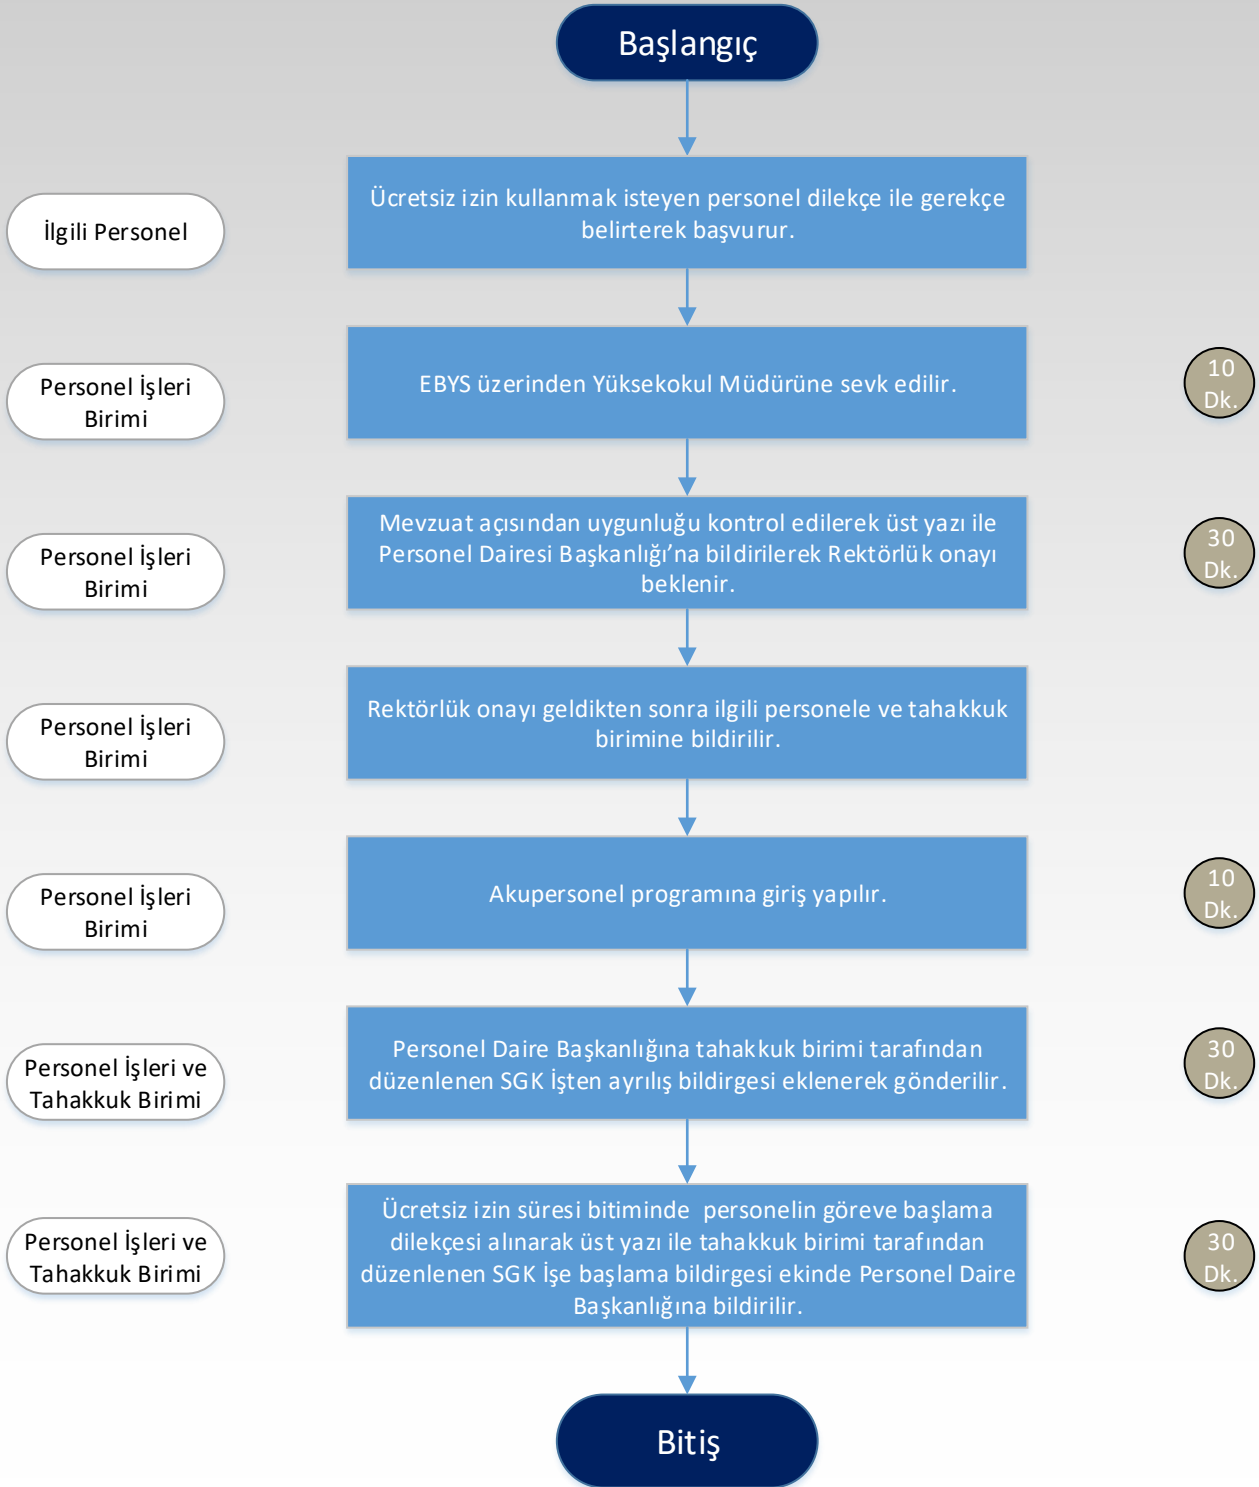 Başlangıç
İlgili Personel
Ücretsiz izin kullanmak isteyen personel dilekçe ile gerekçe
belirterek başvurur.
Personel İşleri
Birimi
EBYS üzerinden Yüksekokul Müdürüne sevk edilir.
10
Dk.
Personel İşleri
Birimi
Mevzuat açısından uygunluğu kontrol edilerek üst yazı ile
Personel Dairesi Başkanlığı’na bildirilerek Rektörlük onayı
beklenir.
30
Dk.
Personel İşleri
Birimi
Rektörlük onayı geldikten sonra ilgili personele ve tahakkuk
birimine bildirilir.
Personel İşleri
Birimi
Akupersonel programına giriş yapılır.
10
Dk.
Personel İşleri ve
Tahakkuk Birimi
Personel Daire Başkanlığına tahakkuk birimi tarafından
düzenlenen SGK İşten ayrılış bildirgesi eklenerek gönderilir.
30
Dk.
Personel İşleri ve
Tahakkuk Birimi
Ücretsiz izin süresi bitiminde personelin göreve başlama
dilekçesi alınarak üst yazı ile tahakkuk birimi tarafından
düzenlenen SGK İşe başlama bildirgesi ekinde Personel Daire
Başkanlığına bildirilir.
30
Dk.
Bitiş